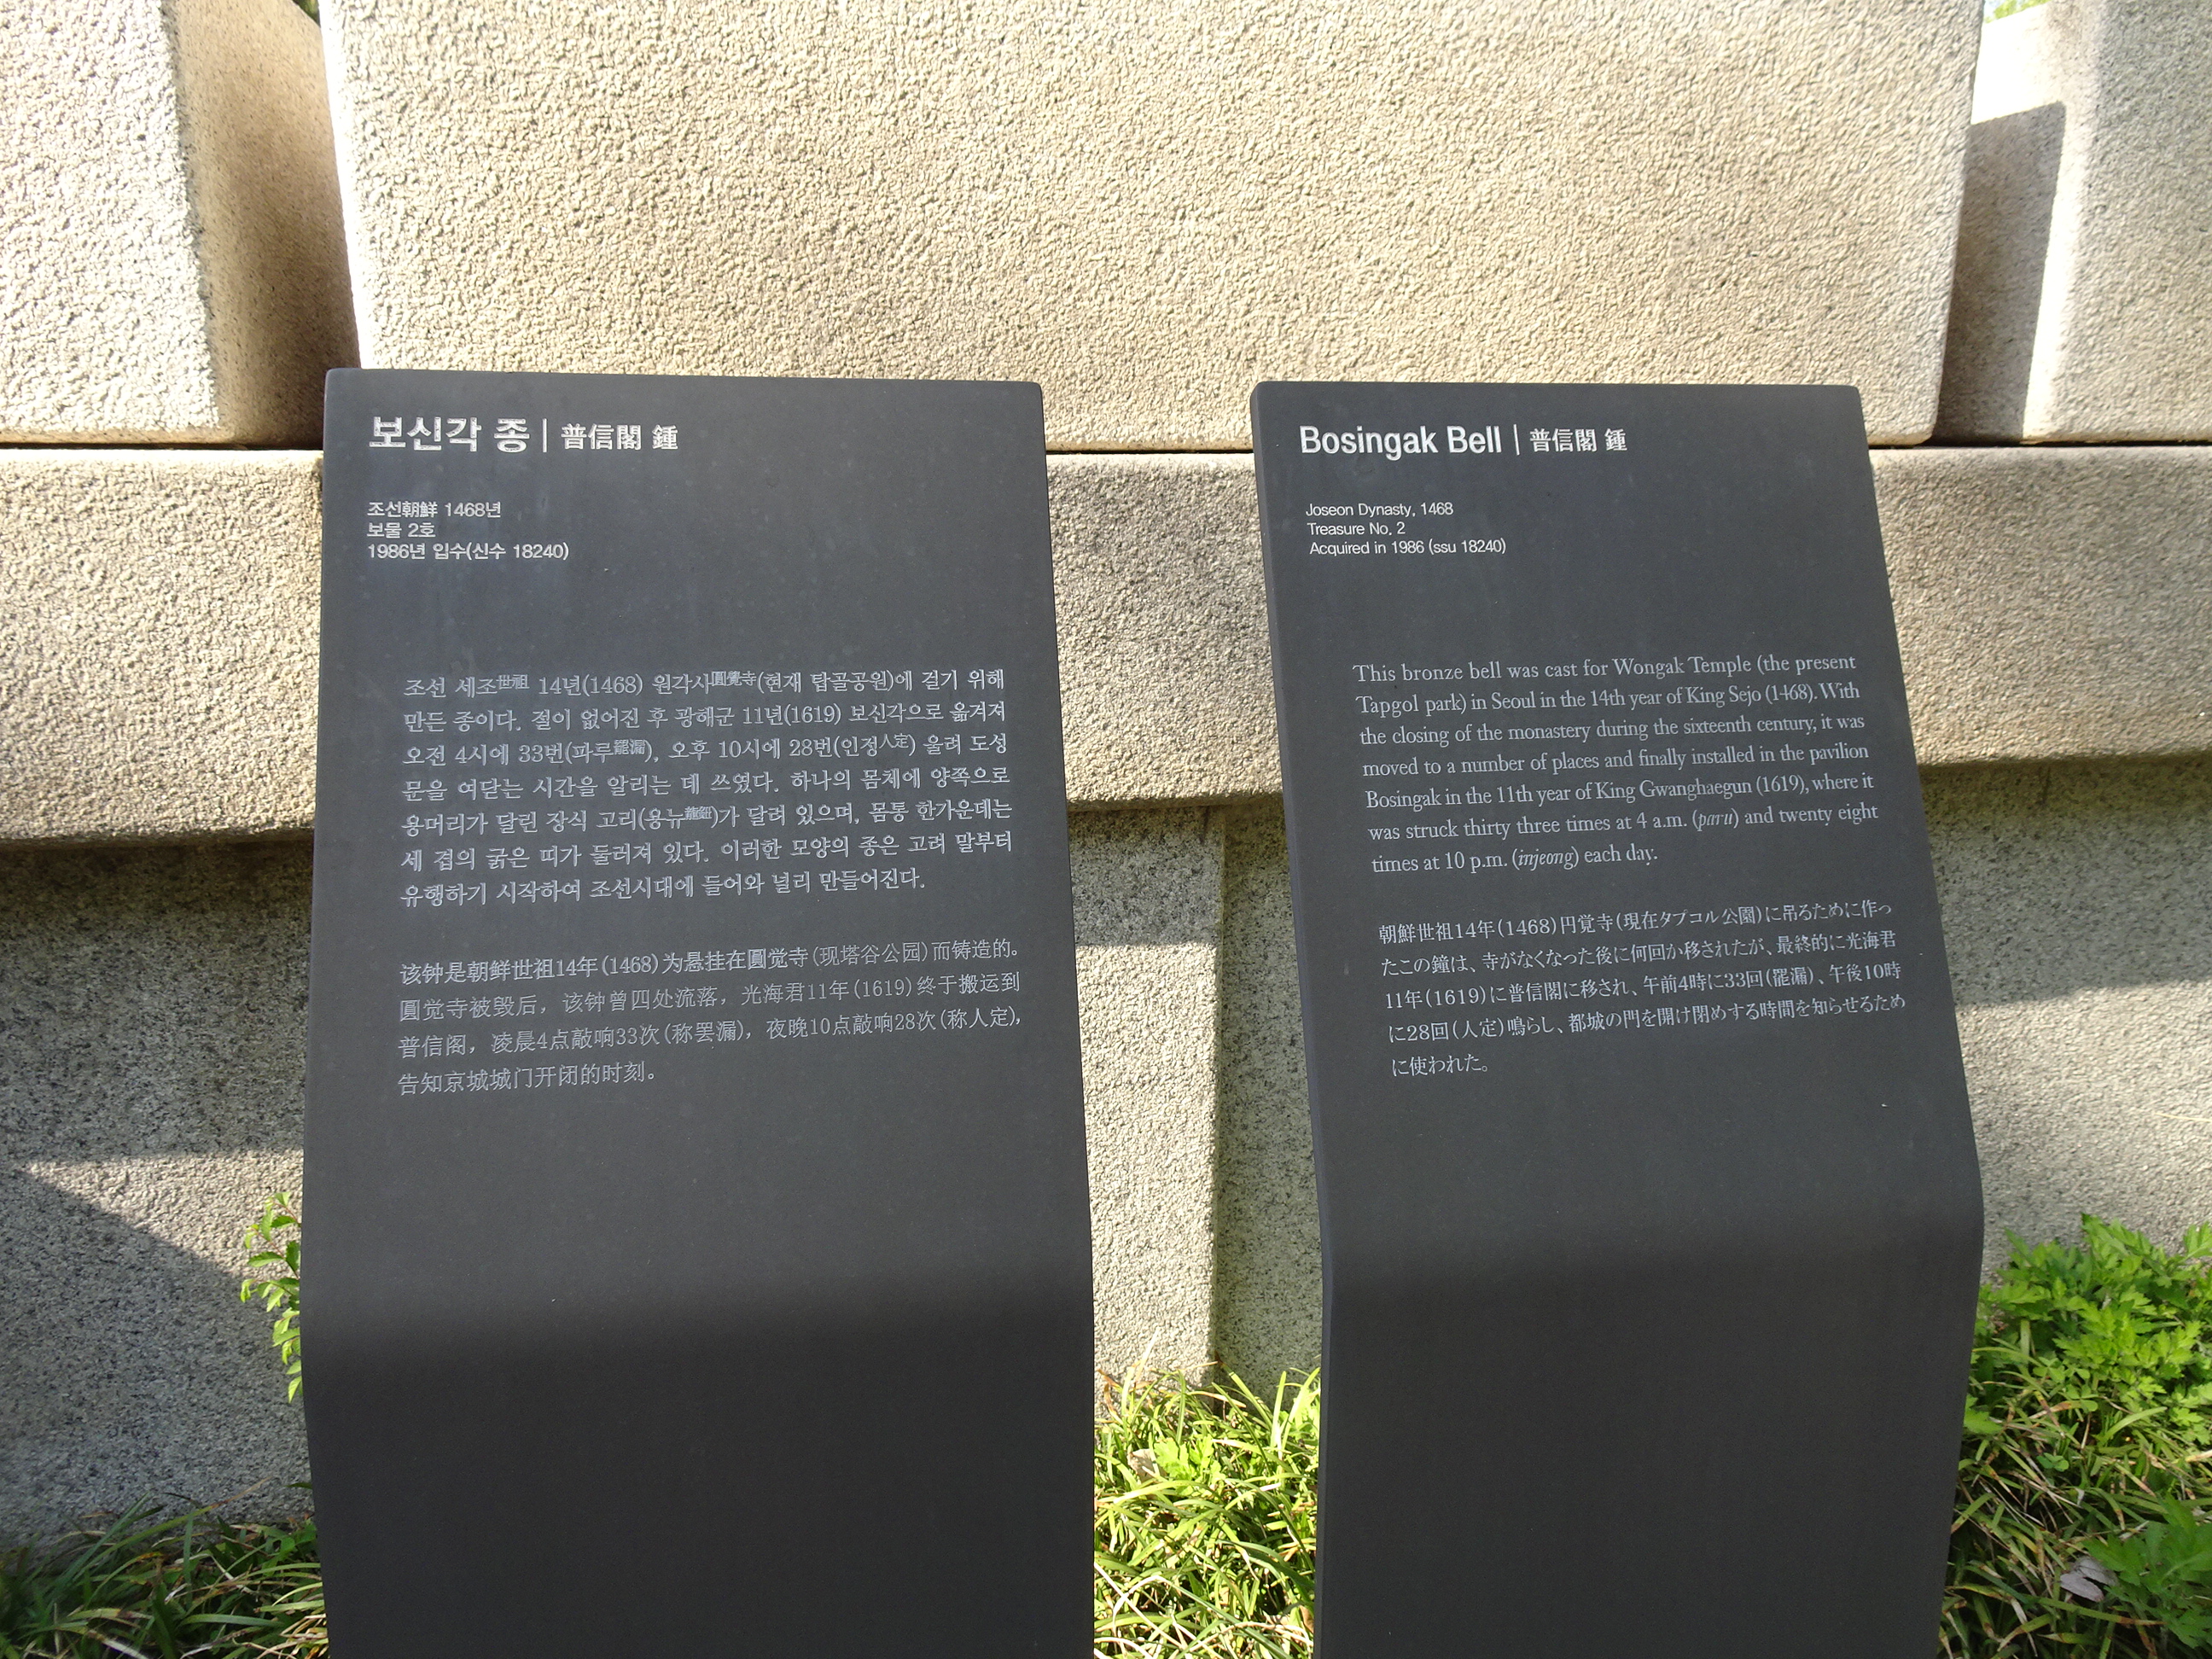 보신각 종 | 普信閣 鍾
조선朝鮮 1468년
보물 2호
1986년 입수(신수 18240)
조선 세조世祖 14년(1468) 원각사圓覺寺(현재 탑골공원)에 걸기 위해
만든 종이다. 절이 없어진 후 광해군 11년(1619) 보신각으로 옮겨져
오전 4시에 33번(파루罷漏), 오후 10시에 28번(인정人定) 울려 도성
문을 여닫는 시간을 알리는 데 쓰였다. 하나의 몸체에 양쪽으로
용머리가 달린 장식 고리(용뉴龍鈕)가 달려 있으며, 몸통 한가운데는
세 겹의 굵은 띠가 둘러져 있다. 이러한 모양의 종은 고려 말부터
유행하기 시작하여 조선시대에 들어와 널리 만들어진다.
该钟是朝鲜世祖14年(1468)为悬挂在圓觉寺(现塔谷公园)而铸造的。
圓觉寺被毁后，该钟曾四处流落，光海君11年(1619)终于搬运到
普信阁，凌晨4点敲响33次(称罢漏)，夜晚10点敲响28次(称人定)，
告知京城城门开闭的时刻。
Bosingak Bell | 普信閣 鍾
Joseon Dynasty, 1468
Treasure No. 2
Acquired in 1986 (ssu 18240)
This bronze bell was cast for Wongak Temple (the present
Tapgol park) in Seoul in the 14th year of King Sejo (1468). With
the closing of the monastery during the sixteenth century, it was
moved to a number of places and finally installed in the pavilion
Bosingak in the 11th year of King Gwanghaegun (1619), where it
was struck thirty three times at 4 a.m. (paru) and twenty eight
times at 10 p.m. (injeong) each day.
朝鮮世祖14年(1468)円覚寺(現在タプコル公園)に吊るために作っ
たこの鐘は、寺がなくなった後に何回か移されたが、最終的に光海君
11年(1619)に普信閣に移され、午前4時に33回(罷漏)、午後10時
に28回(人定)鳴らし、都城の門を開け閉めする時間を知らせるため
に使われた。